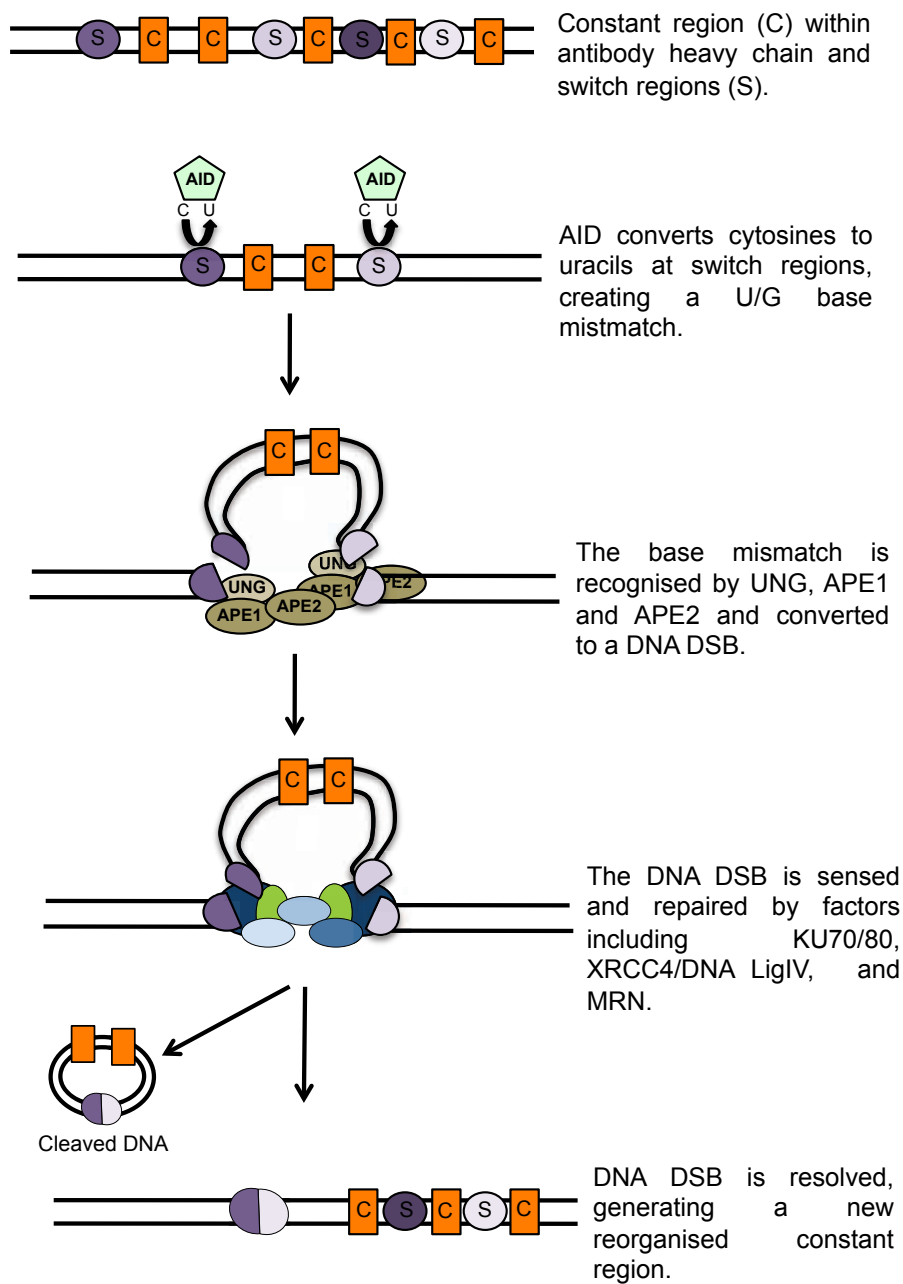 S C C S C S C S C
Constant region (C) within
antibody heavy chain and
switch regions (S).
AID AID
C U C U
S C C S
AID converts cytosines to
uracils at switch regions,
creating a U/G base
mistmatch.
C C
UNG UNG
APE1 APE2 APE1 APE2
The base mismatch is
recognised by UNG, APE1
and APE2 and converted
to a DNA DSB.
C C
The DNA DSB is sensed
and repaired by factors
including KU70/80,
XRCC4/DNA LigIV, and
MRN.
Cleaved DNA
C S C S C
DNA DSB is resolved,
generating a new
reorganised constant
region.